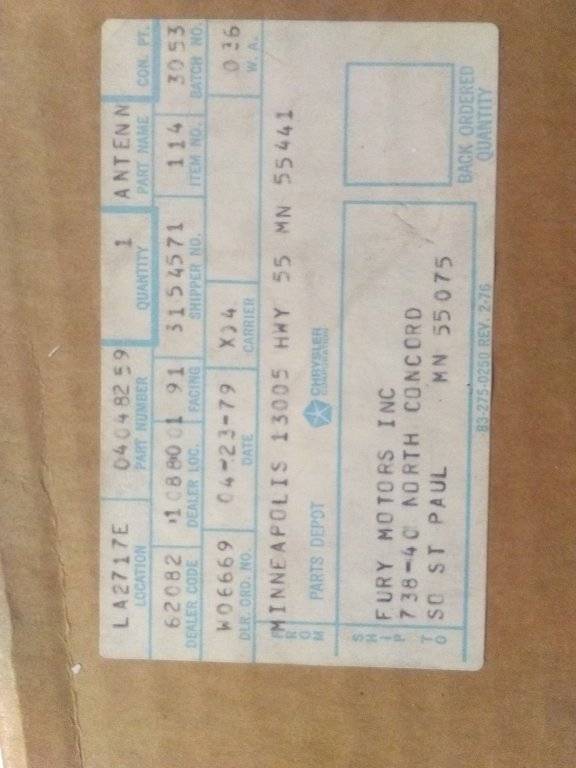 LA2717E 04048259 1 ANTENN
LOCATION PART NUMBER QUANTITY PART NAME CON. PT.
62082 1088001 91 3154571 114 3053
DEALER CODE DEALER LOC. FACING SHIPPER NO. ITEM NO. BATCH NO.
W06669 04-23-79 X04 036
DLR. ORD. NO. DATE CARRIER W. A.
FROM MINNEAPOLIS 13005 HWY 55 MN 55441
PARTS DEPOT CHRYSLER CORPORATION
SHIP TO
FURY MOTORS INC
738-40 NORTH CONCORD
SO ST PAUL MN 55075
BACK ORDERED
QUANTITY
83-275-0250 REV. 2-76